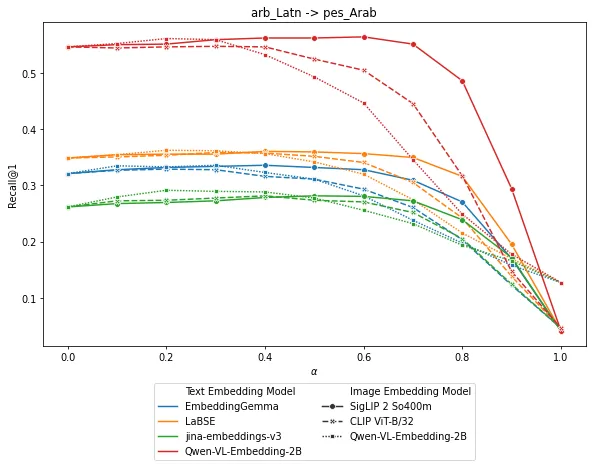 arb_Latn -> pes_Arab
Recall@1
0.5
0.4
0.3
0.2
0.1
0.0
0.2
0.4
0.6
0.8
1.0
α
Text Embedding Model
EmbeddingGemma
LaBSE
jina-embeddings-v3
Qwen-VL-Embedding-2B
Image Embedding Model
SigLIP 2 So400m
CLIP ViT-B/32
Qwen-VL-Embedding-2B